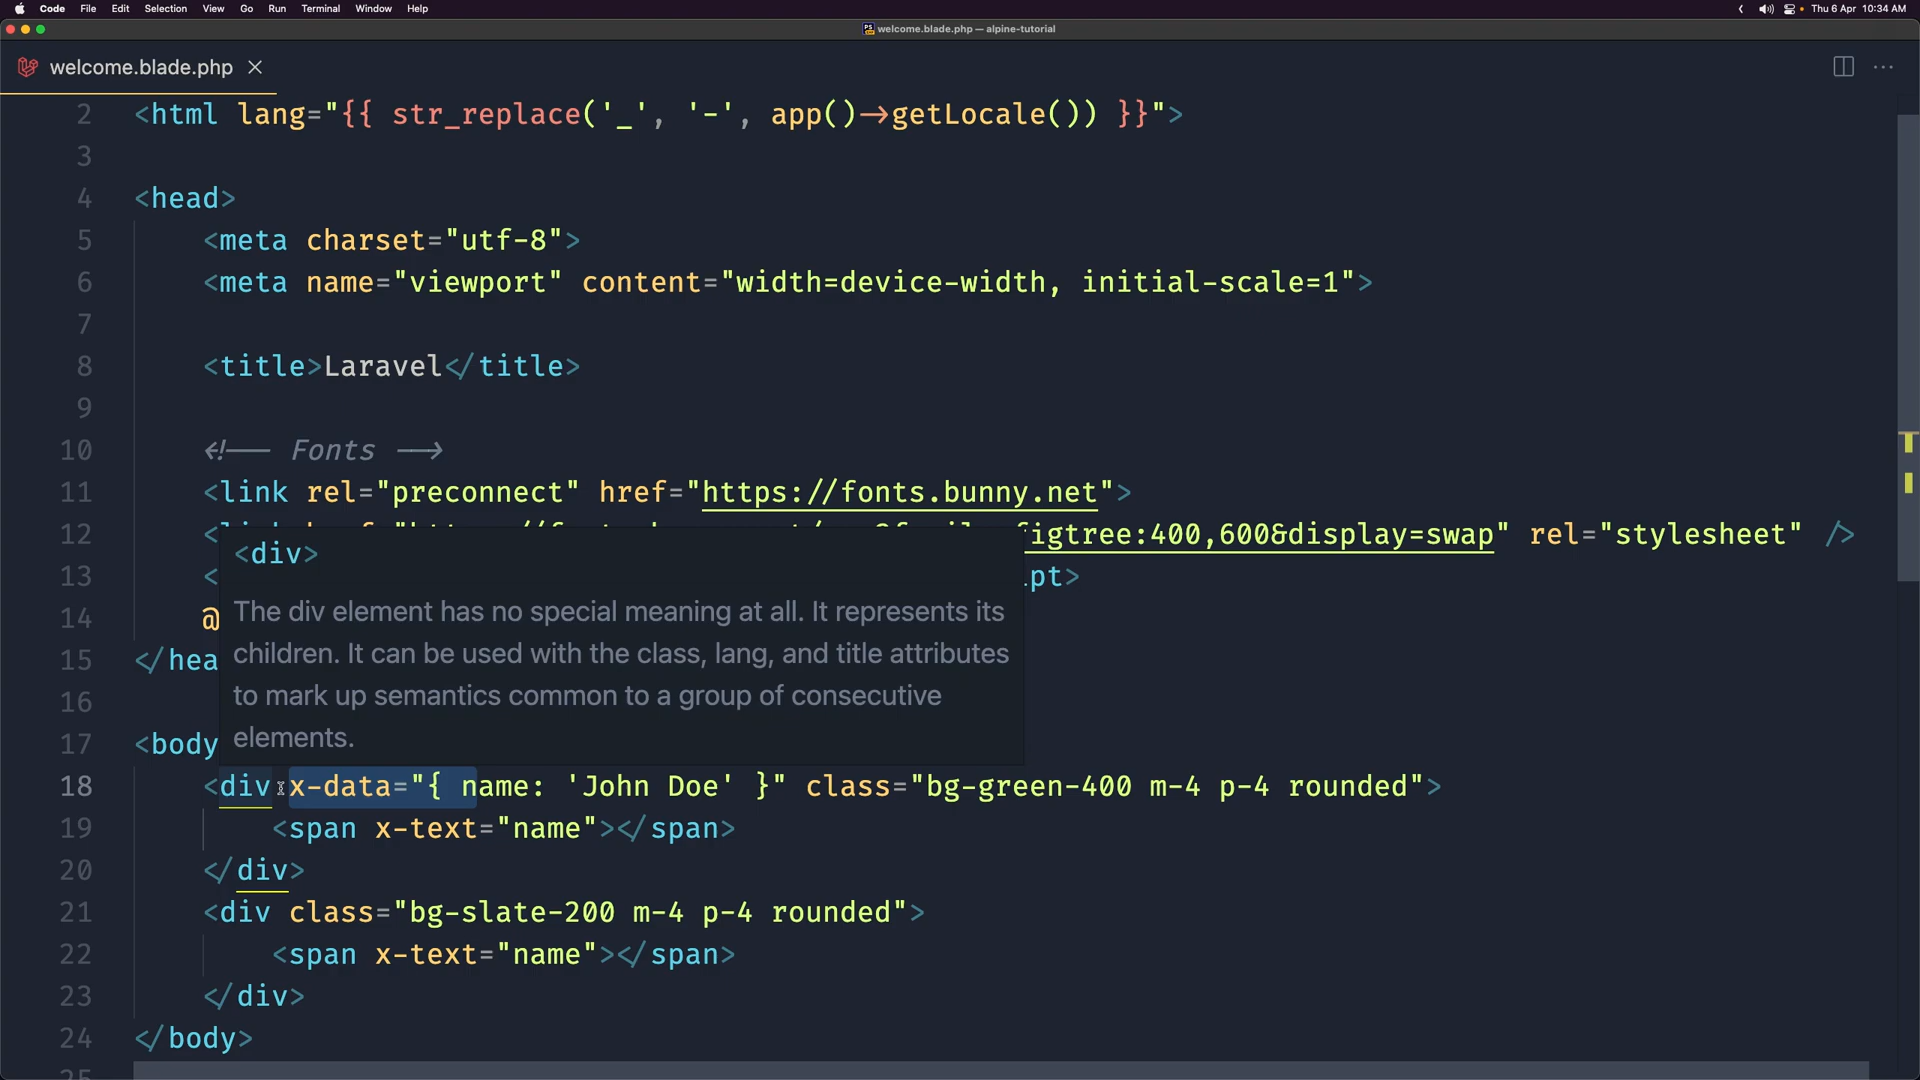 Code File Edit Selection View Go Run Terminal Window Help Thu 6 Apr 10:34 AM
welcome.blade.php — alpine-tutorial
welcome.blade.php
2 <html lang="{{ str_replace('_', '-', app()->getLocale()) }}">
3
4 <head>
5 <meta charset="utf-8">
6 <meta name="viewport" content="width=device-width, initial-scale=1">
7
8 <title>Laravel</title>
9
10 <!-- Fonts -->
11 <link rel="preconnect" href="https://fonts.bunny.net">
12 < igtree:400,600&display=swap" rel="stylesheet" />
13 < pt>
14 @
15 </hea
16
17 <body
<div>
The div element has no special meaning at all. It represents its
children. It can be used with the class, lang, and title attributes
to mark up semantics common to a group of consecutive
elements.
18 <div x-data="{ name: 'John Doe' }" class="bg-green-400 m-4 p-4 rounded">
19 <span x-text="name"></span>
20 </div>
21 <div class="bg-slate-200 m-4 p-4 rounded">
22 <span x-text="name"></span>
23 </div>
24 </body>